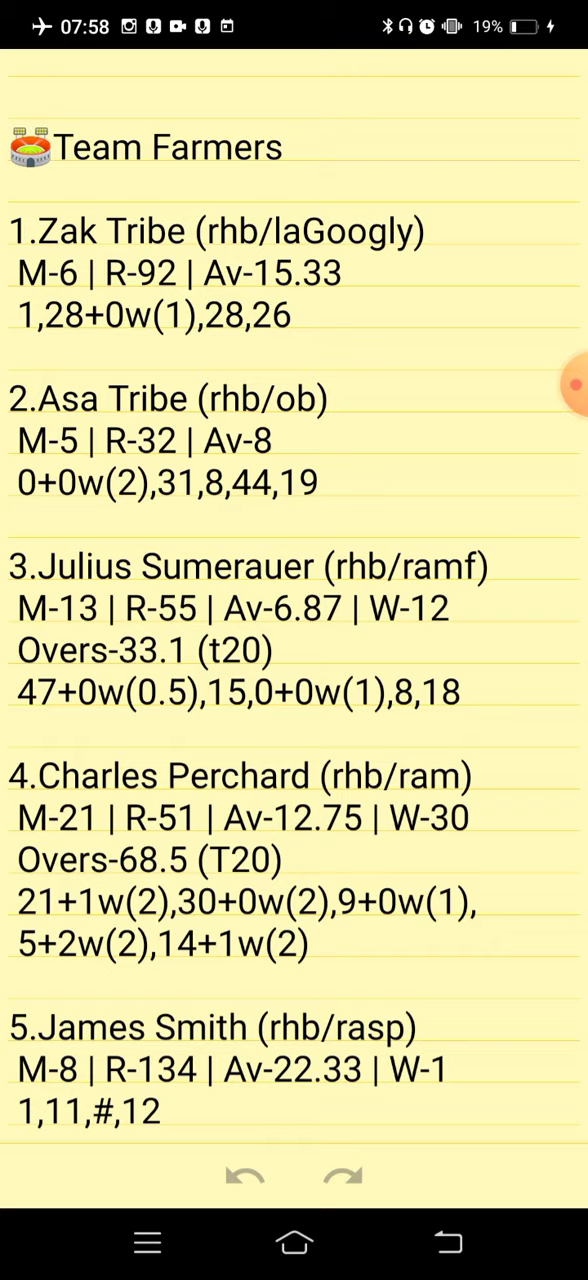 07:58
19%
Team Farmers
1.Zak Tribe (rhb/laGoogly)
M-6 | R-92 | Av-15.33
1,28+0w(1),28,26
2.Asa Tribe (rhb/ob)
M-5 | R-32 | Av-8
0+0w(2),31,8,44,19
3.Julius Sumerauer (rhb/ramf)
M-13 | R-55 | Av-6.87 | W-12
Overs-33.1 (t20)
47+0w(0.5),15,0+0w(1),8,18
4.Charles Perchard (rhb/ram)
M-21 | R-51 | Av-12.75 | W-30
Overs-68.5 (T20)
21+1w(2),30+0w(2),9+0w(1),
5+2w(2),14+1w(2)
5.James Smith (rhb/rasp)
M-8 | R-134 | Av-22.33 | W-1
1,11,#,12